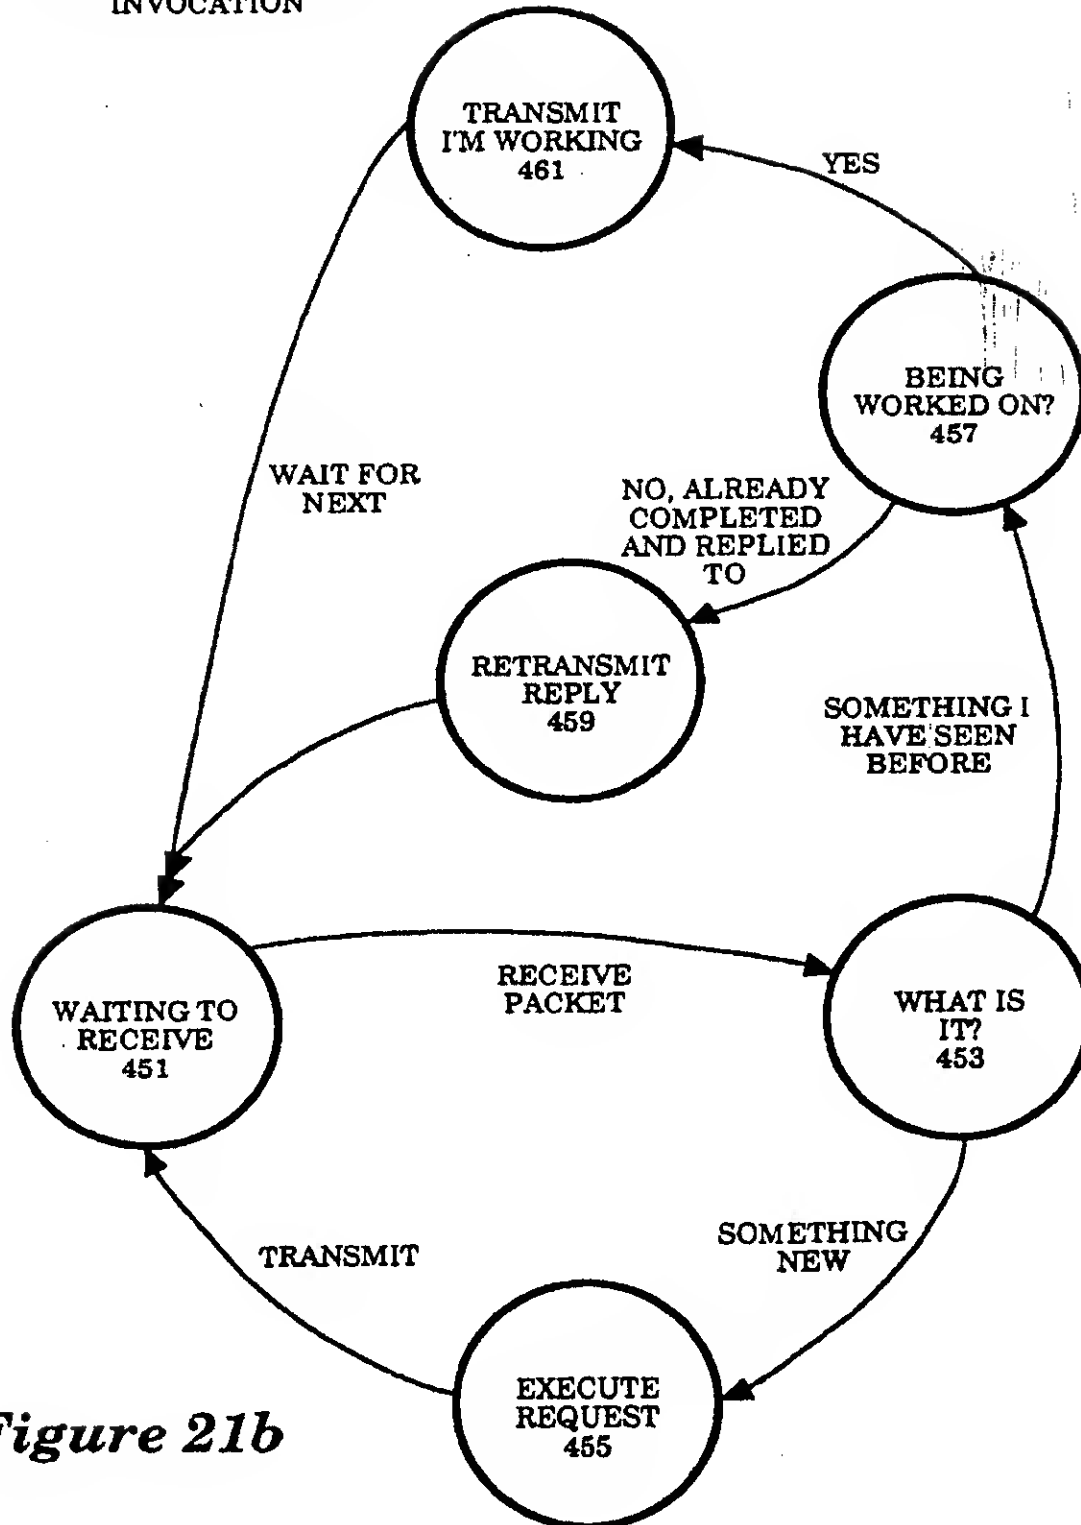 INVOCATION
TRANSMIT
I'M WORKING
461
YES
BEING
WORKED ON?
457
WAIT FOR
NEXT
NO, ALREADY
COMPLETED
AND REPLIED
TO
RETRANSMIT
REPLY
459
SOMETHING I
HAVE SEEN
BEFORE
RECEIVE
PACKET
WAITING TO
RECEIVE
451
WHAT IS
IT?
453
TRANSMIT
SOMETHING
NEW
EXECUTE
REQUEST
455
Figure 21b